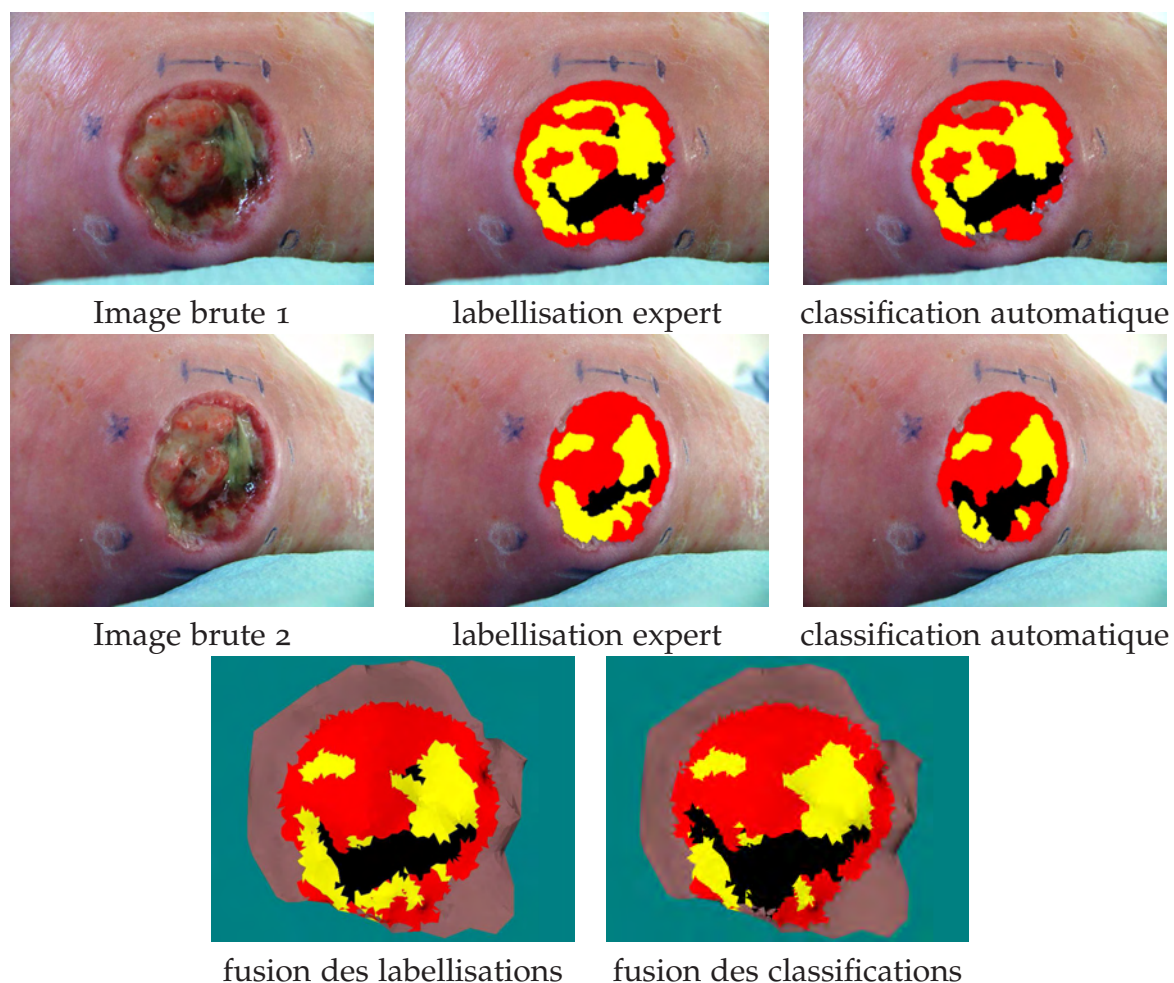 Image brute 1
labellisation expert
classification automatique
Image brute 2
labellisation expert
classification automatique
fusion des labellisations
fusion des classifications